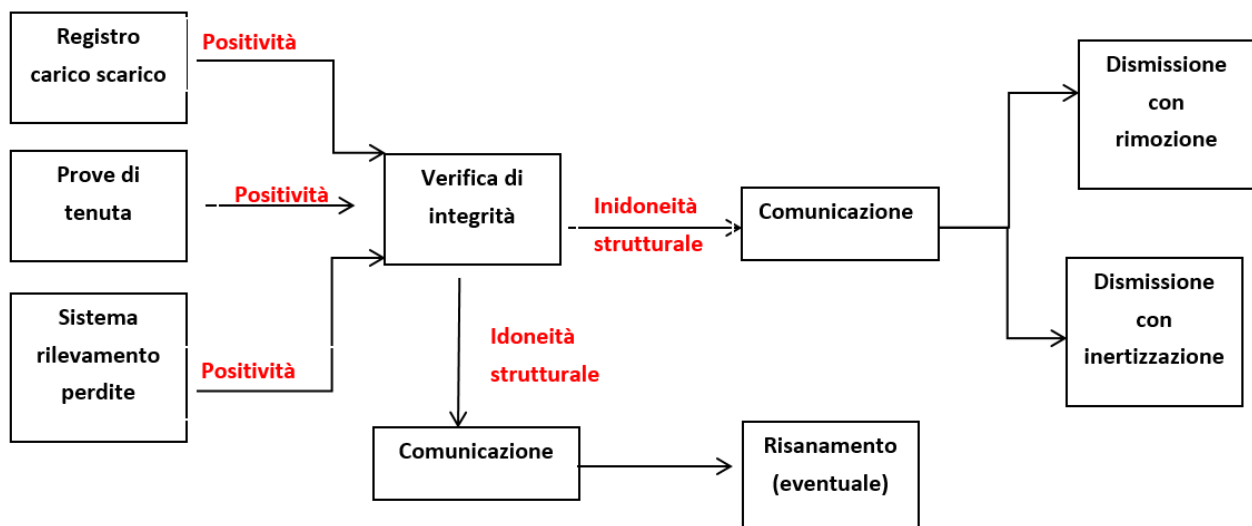 Registro
carico scarico
Positività
Prove di
tenuta
Positività
Sistema
rilevamento
perdite
Positività
Verifica di
integrità
Inidoneità
strutturale
Comunicazione
Dismissione
con
rimozione
Dismissione
con
inertizzazione
Idoneità
strutturale
Comunicazione
Risanamento
(eventuale)